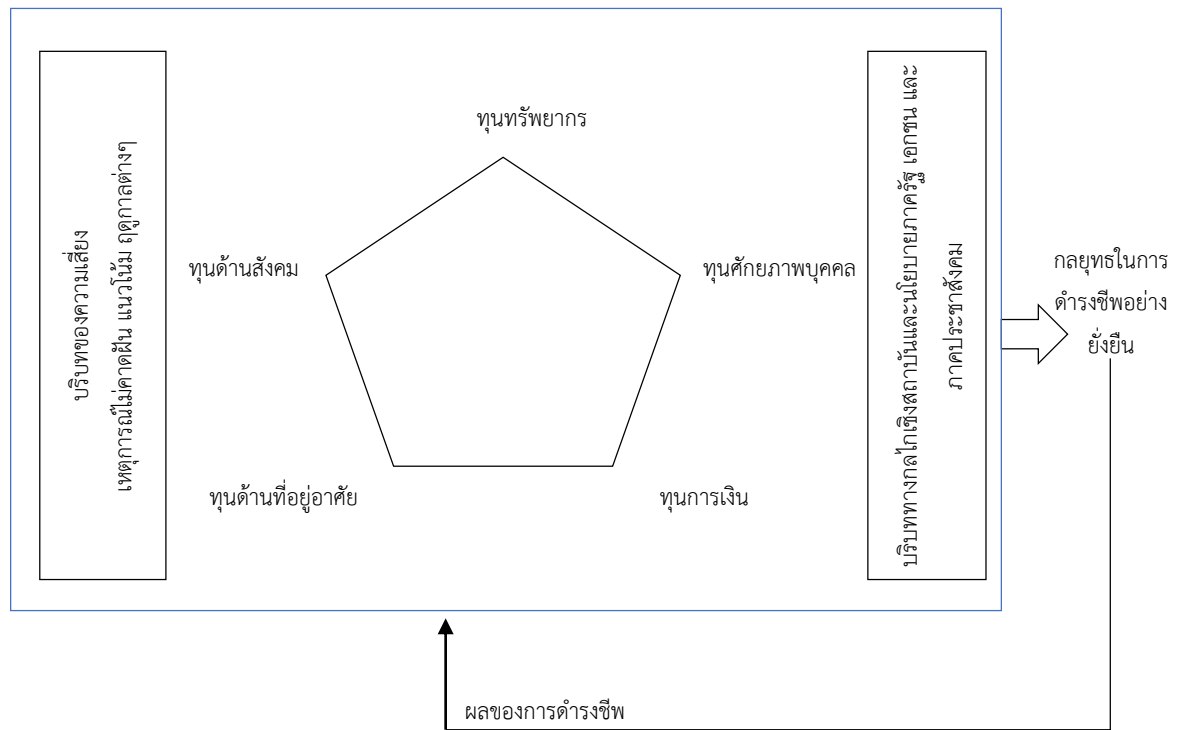 บริบทของความเสี่ยง
เหตุการณ์ไม่คาดฝัน แนวโน้ม ฤดูกาลต่างๆ
ทุนทรัพยากร
ทุนด้านสังคม
ทุนศักยภาพบุคคล
ทุนด้านที่อยู่อาศัย
ทุนการเงิน
บริบททางกลไกเชิงสถาบันและนโยบายภาครัฐ เอกชน และ
ภาคประชาสังคม
กลยุทธในการ
ดำรงชีพอย่าง
ยั่งยืน
ผลของการดำรงชีพ